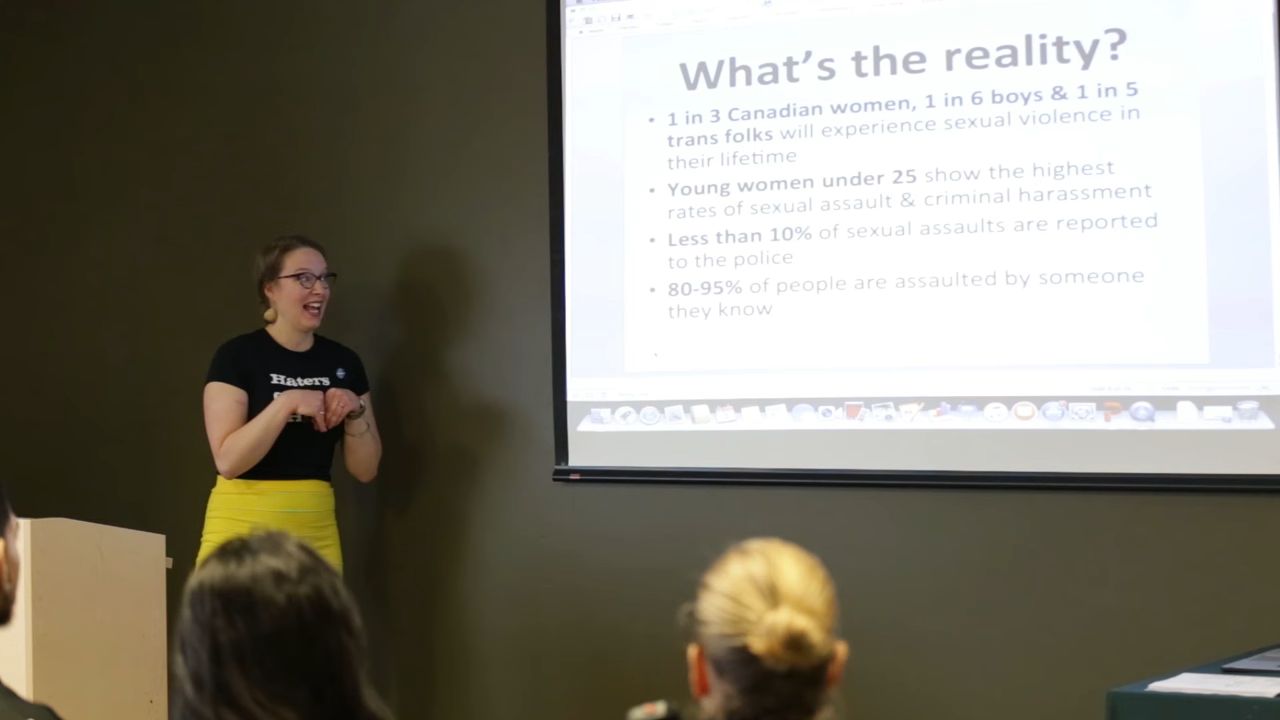 What's the reality?
• 1 in 3 Canadian women, 1 in 6 boys & 1 in 5
trans folks will experience sexual violence in
their lifetime
• Young women under 25 show the highest
rates of sexual assault & criminal harassment
• Less than 10% of sexual assaults are reported
to the police
• 80-95% of people are assaulted by someone
they know
Haters